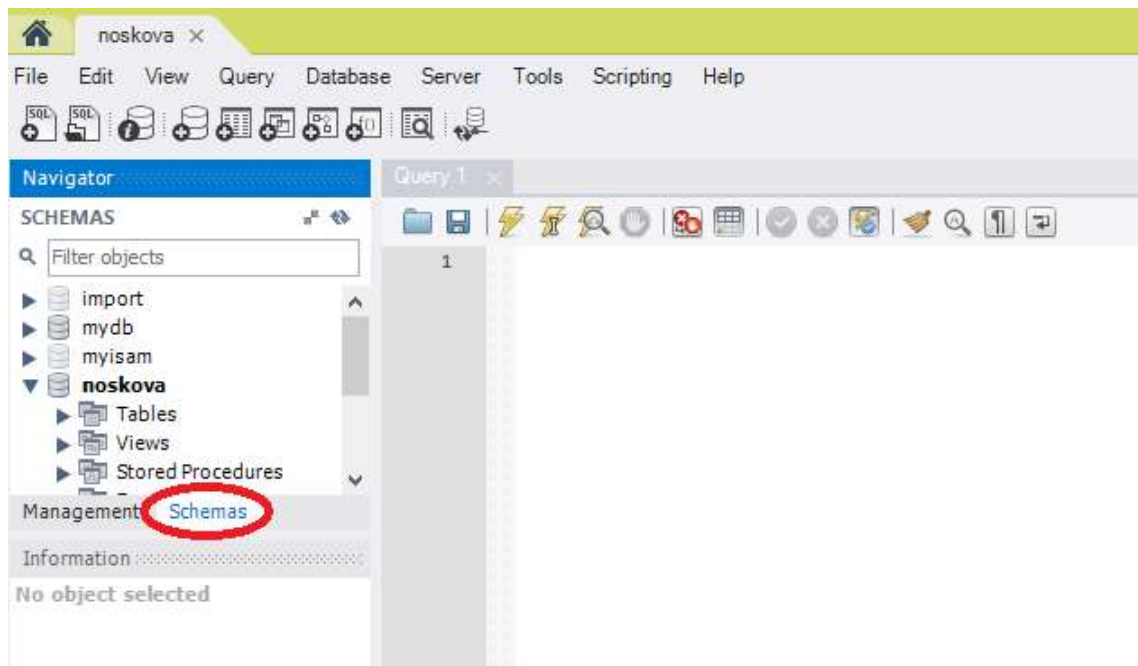 noskova ×
File Edit View Query Database Server Tools Scripting Help
Navigator
Query 1
SCHEMAS
Filter objects
1
import
mydb
myisam
noskova
Tables
Views
Stored Procedures
Management Schemas
Information
No object selected